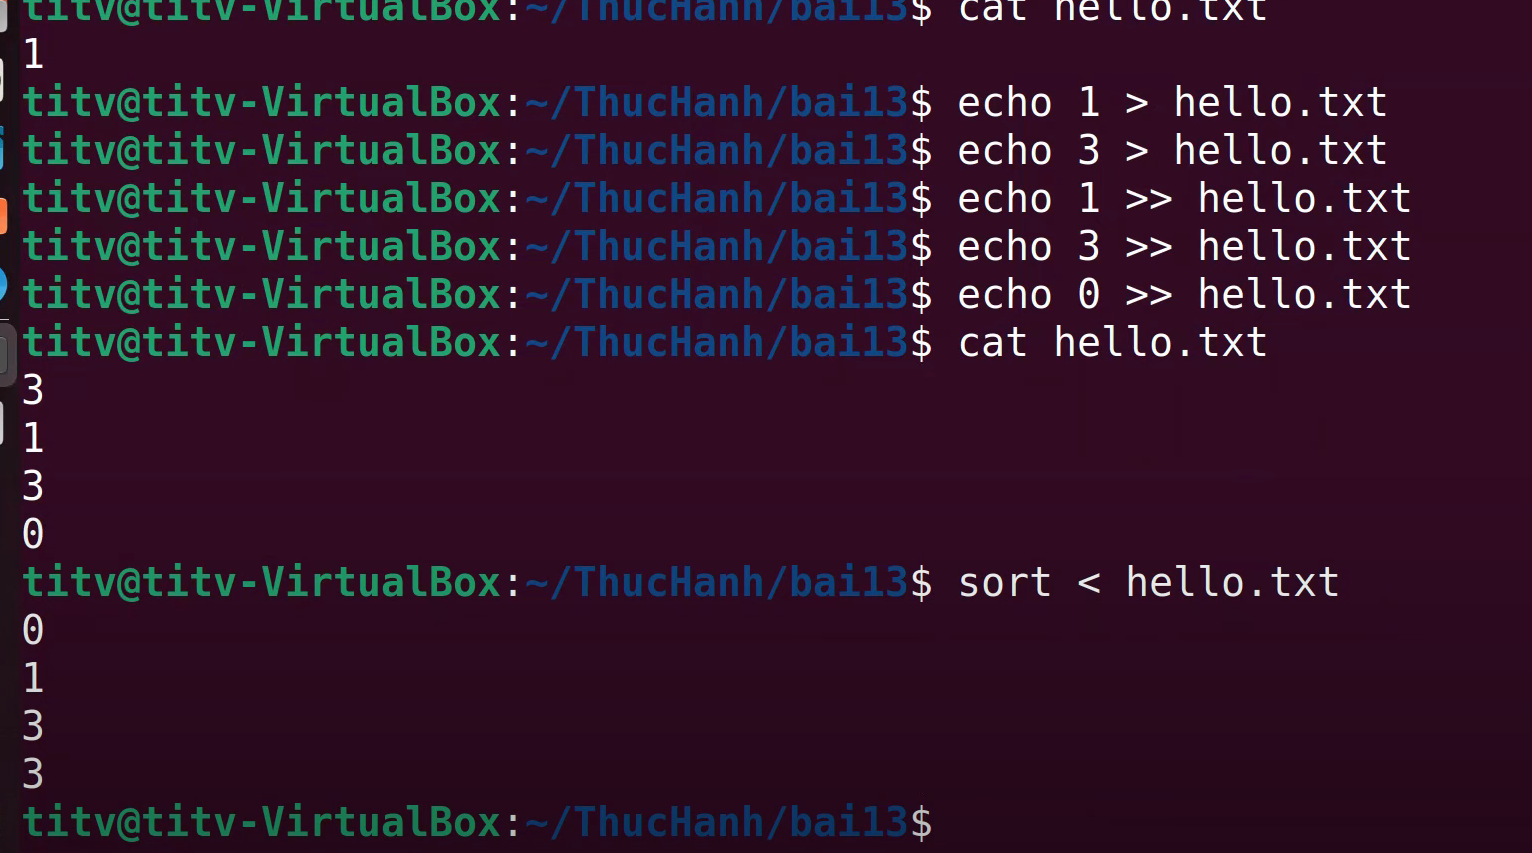 titv@titv-VirtualBox:~/ThucHanh/bai13$ cat hello.txt
1
titv@titv-VirtualBox:~/ThucHanh/bai13$ echo 1 > hello.txt
titv@titv-VirtualBox:~/ThucHanh/bai13$ echo 3 > hello.txt
titv@titv-VirtualBox:~/ThucHanh/bai13$ echo 1 >> hello.txt
titv@titv-VirtualBox:~/ThucHanh/bai13$ echo 3 >> hello.txt
titv@titv-VirtualBox:~/ThucHanh/bai13$ echo 0 >> hello.txt
titv@titv-VirtualBox:~/ThucHanh/bai13$ cat hello.txt
3
1
3
0
titv@titv-VirtualBox:~/ThucHanh/bai13$ sort < hello.txt
0
1
3
3
titv@titv-VirtualBox:~/ThucHanh/bai13$